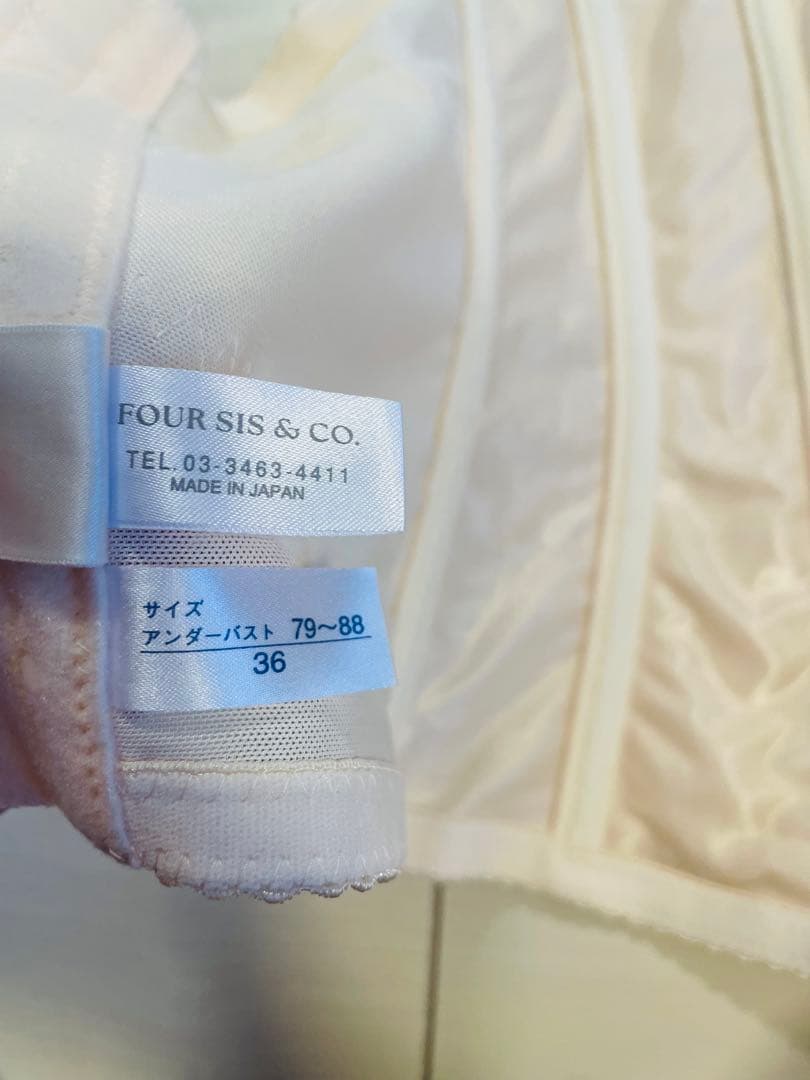 FOUR SIS & CO.
TEL. 03-3463-4411
MADE IN JAPAN
サイズ
アンダーバスト 79〜88
36